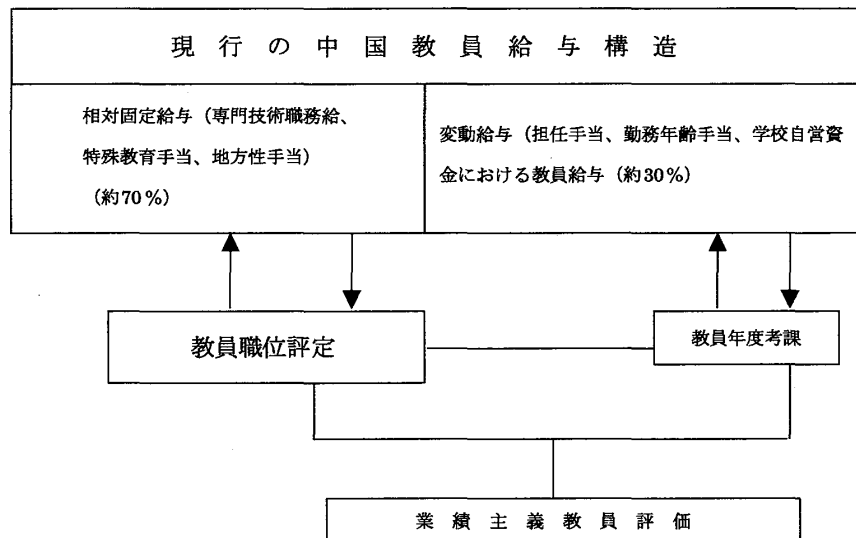 現行の中国教員給与構造
相対固定給与（専門技術職務給、
特殊教育手当、地方性手当）
（約70％）
変動給与（担任手当、勤務年齢手当、学校自営資
金における教員給与（約30％）
教員職位評定
教員年度考課
業績主義教員評価